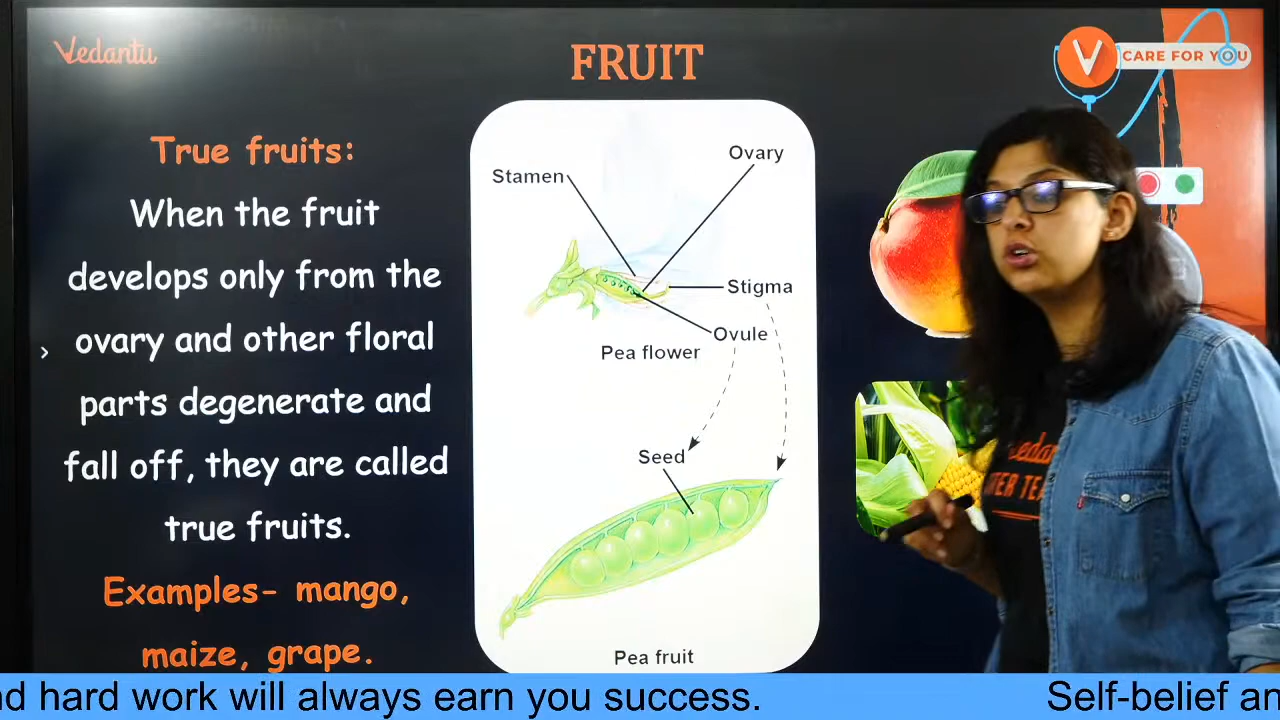 Vedantu
FRUIT
V
CARE FOR YOU
True fruits:
When the fruit
develops only from the
ovary and other floral
parts degenerate and
fall off, they are called
true fruits.
Examples- mango,
maize, grape.
Stamen
Ovary
Stigma
Ovule
Pea flower
Seed
Pea fruit
hard work will always earn you success.
Self-belief